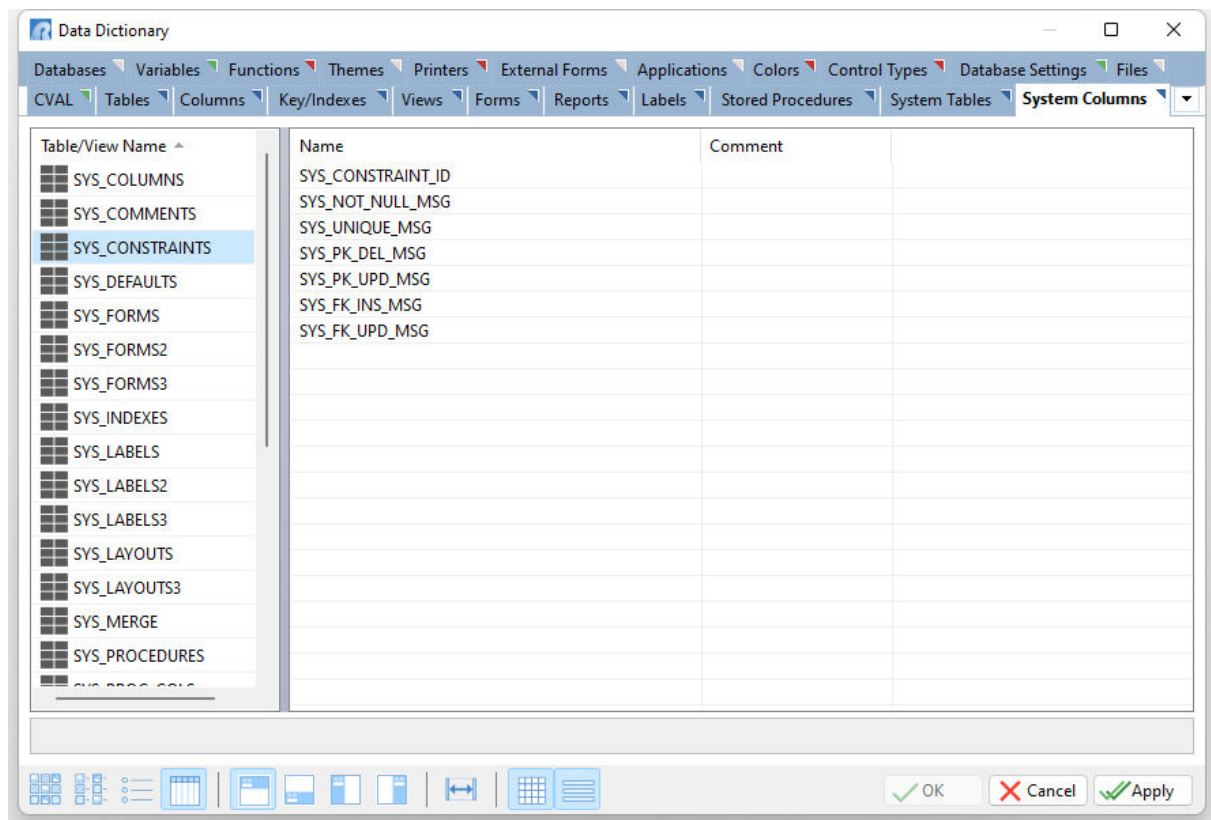 Data Dictionary
Databases Variables Functions Themes Printers External Forms Applications Colors Control Types Database Settings Files
CVAL Tables Columns Key/Indexes Views Forms Reports Labels Stored Procedures System Tables System Columns
Table/View Name
SYS_COLUMNS
SYS_COMMENTS
SYS_CONSTRAINTS
SYS_DEFAULTS
SYS_FORMS
SYS_FORMS2
SYS_FORMS3
SYS_INDEXES
SYS_LABELS
SYS_LABELS2
SYS_LABELS3
SYS_LAYOUTS
SYS_LAYOUTS3
SYS_MERGE
SYS_PROCEDURES
Name Comment
SYS_CONSTRAINT_ID
SYS_NOT_NULL_MSG
SYS_UNIQUE_MSG
SYS_PK_DEL_MSG
SYS_PK_UPD_MSG
SYS_FK_INS_MSG
SYS_FK_UPD_MSG
OK Cancel Apply